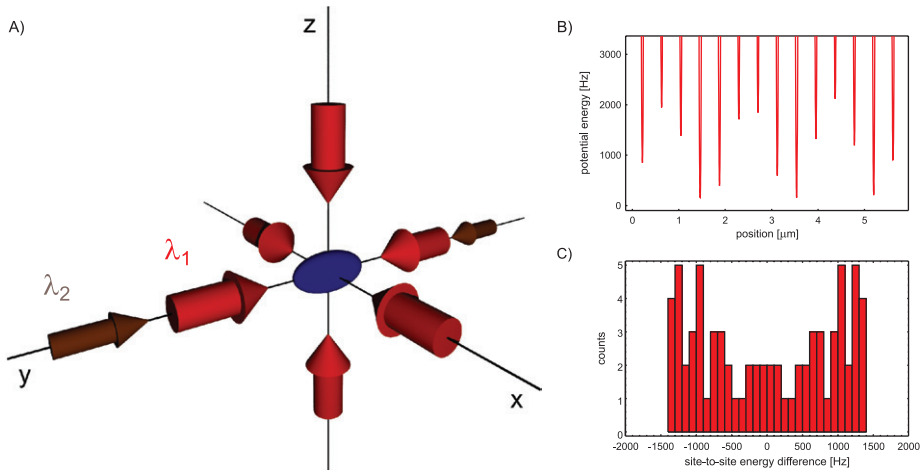 A)
z
λ1
λ2
y
x
B)
potential energy [Hz]
3000
2000
1000
0
0 1 2 3 4 5
position [μm]
C)
counts
5
4
3
2
1
0
-2000 -1500 -1000 -500 0 500 1000 1500 2000
site-to-site energy difference [Hz]